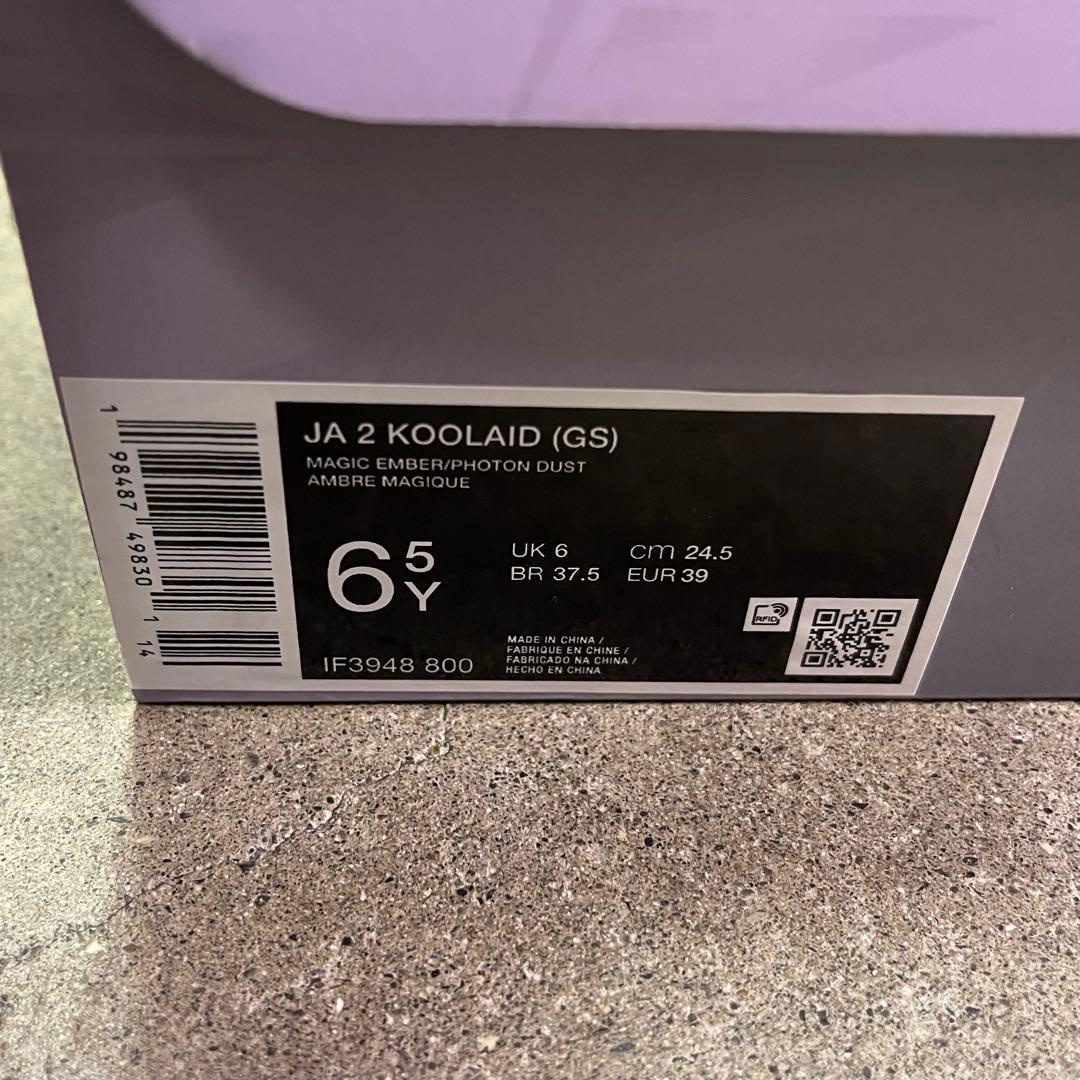 JA 2 KOOLAID (GS)
MAGIC EMBER/PHOTON DUST
AMBRE MAGIQUE
6 5Y
UK 6 cm 24.5
BR 37.5 EUR 39
RFID
IF3948 800
MADE IN CHINA /
FABRIQUE EN CHINE /
FABRICADO NA CHINA /
HECHO EN CHINA
1 98487 49830 1 14